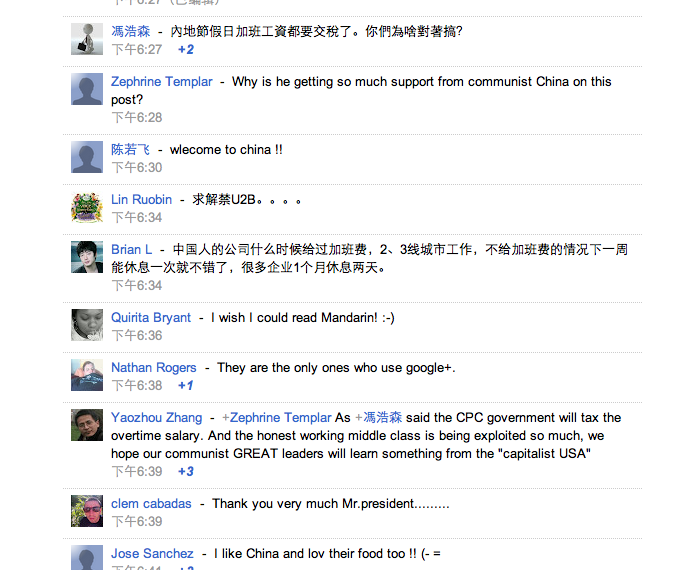 下午6:27（已编辑）
馮浩森 - 內地節假日加班工資都要交稅了。你們為啥對著搞?
下午6:27 +2
Zephrine Templar - Why is he getting so much support from communist China on this
post?
下午6:28
陈若飞 - wlecome to china !!
下午6:30
Lin Ruobin - 求解禁U2B。。。。
下午6:34
Brian L - 中国人的公司什么时候给过加班费，2、3线城市工作，不给加班费的情况下一周
能休息一次就不错了，很多企业1个月休息两天。
下午6:34
Quirita Bryant - I wish I could read Mandarin! :-)
下午6:36
Nathan Rogers - They are the only ones who use google+.
下午6:38 +1
Yaozhou Zhang - +Zephrine Templar As +馮浩森 said the CPC government will tax the
overtime salary. And the honest working middle class is being exploited so much, we
hope our communist GREAT leaders will learn something from the "capitalist USA"
下午6:39 +3
clem cabadas - Thank you very much Mr.president.........
下午6:39
Jose Sanchez - I like China and lov their food too !! (- =
下午6:41